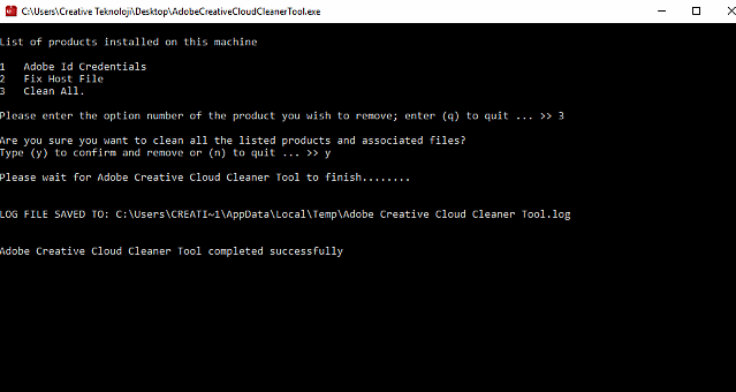 C:\Users\Creative Teknoloji\Desktop\AdobeCreativeCloudCleanerTool.exe
List of products installed on this machine
1 Adobe Id Credentials
2 Fix Host File
3 Clean All.
Please enter the option number of the product you wish to remove; enter (q) to quit ... >> 3
Are you sure you want to clean all the listed products and associated files?
Type (y) to confirm and remove or (n) to quit ... >> y
Please wait for Adobe Creative Cloud Cleaner Tool to finish........
LOG FILE SAVED TO: C:\Users\CREATI~1\AppData\Local\Temp\Adobe Creative Cloud Cleaner Tool.log
Adobe Creative Cloud Cleaner Tool completed successfully